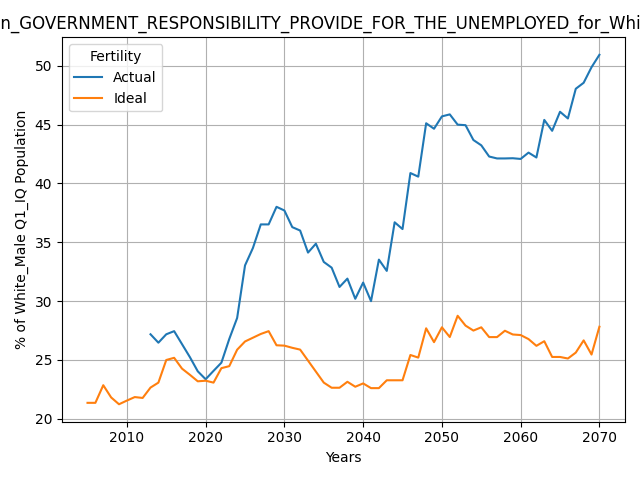 n_GOVERNMENT_RESPONSIBILITY_PROVIDE_FOR_THE_UNEMPLOYED_for_Whi
Fertility
Actual
Ideal
50
45
40
35
30
25
20
% of White_Male Q1_IQ Population
2010 2020 2030 2040 2050 2060 2070
Years